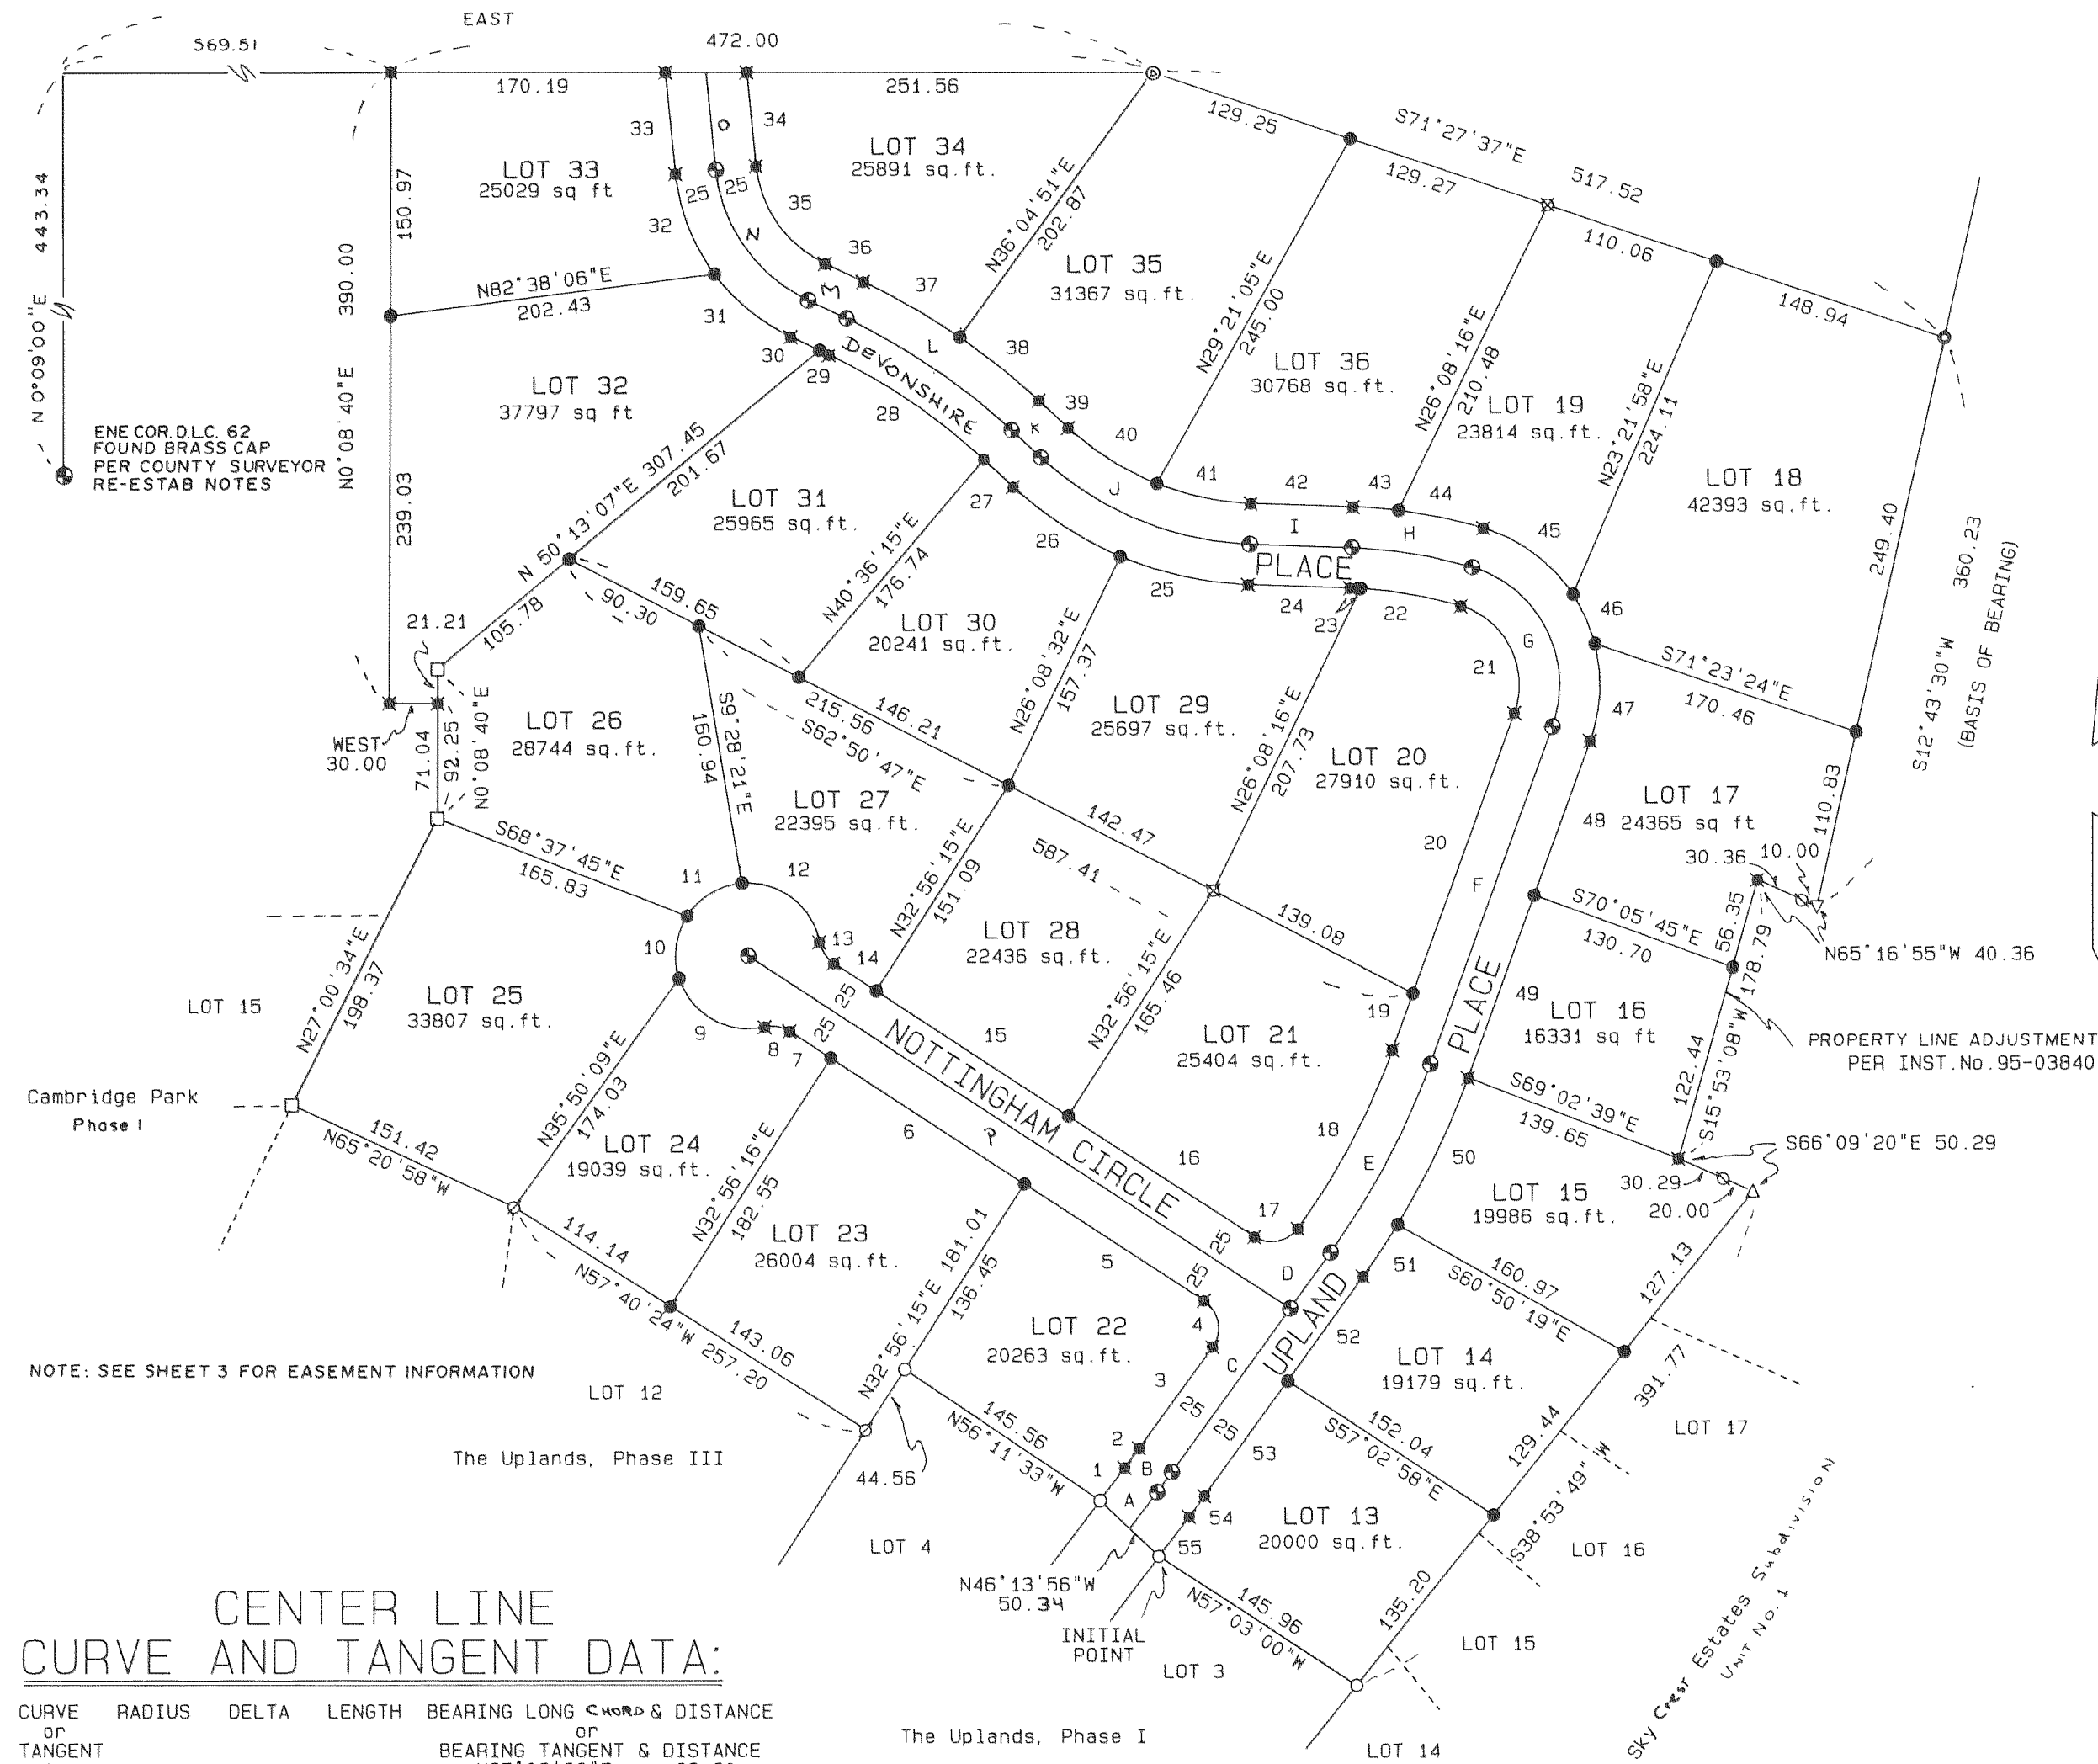 EAST
569.51
472.00
170.19
251.56
129.25
S71°27'37"E
517.52
129.27
110.06
148.94
33
34
LOT 33
25029 sq ft
LOT 34
25891 sq.ft.
O
25
25
443.34
N 0°09'00"E
150.97
390.00
N0°08'40"E
239.03
32
35
N
36
M
37
N36°04'51"E
202.87
LOT 35
31367 sq.ft.
N29°21'05"E
245.00
LOT 36
30768 sq.ft.
N26°08'16"E
210.48
LOT 19
23814 sq.ft.
N23°21'58"E
224.11
LOT 18
42393 sq.ft.
249.40
S12°43'30"W 360.23
(BASIS OF BEARING)
N82°38'06"E
202.43
31
30
29
DEVONSHIRE
L
38
28
39
K
40
LOT 32
37797 sq ft
ENE COR.D.L.C. 62
FOUND BRASS CAP
PER COUNTY SURVEYOR
RE-ESTAB NOTES
N 50°13'07"E 307.45
201.67
105.78
LOT 31
25965 sq.ft.
27
J
41
42
43
44
45
I
H
PLACE
26
25
24
23
22
46
G
21
47
N40°36'15"E
176.74
159.65
90.30
LOT 30
20241 sq.ft.
N26°08'32"E
157.37
LOT 29
25697 sq.ft.
N26°08'16"E
207.73
LOT 20
27910 sq.ft.
S71°23'24"E
170.46
21.21
WEST
30.00
71.04
92.25
N0°08'40"E
LOT 26
28744 sq.ft.
S9°28'21"E
160.94
215.56
146.21
S62°50'47"E
LOT 27
22395 sq.ft.
142.47
587.41
139.08
20
F
48
LOT 17
24365 sq ft
110.83
30.36
10.00
N65°16'55"W 40.36
S68°37'45"E
165.83
11
12
10
13
14
N32°56'15"E
151.09
LOT 28
22436 sq.ft.
S70°05'45"E
130.70
56.35
178.79
N27°00'34"E
198.37
LOT 15
LOT 25
33807 sq.ft.
9
8
7
25
25
NOTTINGHAM CIRCLE
15
N32°56'15"E
165.46
LOT 21
25404 sq.ft.
19
PLACE
49
LOT 16
16331 sq ft
122.44
S15°53'08"W
PROPERTY LINE ADJUSTMENT
PER INST.No.95-03840
Cambridge Park
Phase I
151.42
N65°20'58"W
N35°50'09"E
174.03
LOT 24
19039 sq.ft.
N32°56'16"E
182.55
6
R
16
18
E
S69°02'39"E
139.65
50
S66°09'20"E 50.29
LOT 15
19986 sq.ft.
30.29
20.00
114.14
N57°40'24"W 257.20
143.06
LOT 23
26004 sq.ft.
N32°56'15"E 181.01
136.45
5
25
25
17
D
51
160.97
S60°50'19"E
127.13
NOTE: SEE SHEET 3 FOR EASEMENT INFORMATION
LOT 12
The Uplands, Phase III
44.56
LOT 22
20263 sq.ft.
4
3
C
UPLAND
52
LOT 14
19179 sq.ft.
391.77
LOT 17
145.56
N56°11'33"W
2
1
B
A
25
25
53
152.04
S57°02'58"E
129.44
S38°53'49" W
LOT 4
N46°13'56"W
50.34
54
55
LOT 13
20000 sq.ft.
LOT 16
INITIAL
POINT
145.96
N57°03'00"W
135.20
LOT 3
LOT 15
Sky Crest Estates Subdivision
UNIT No. 1
LOT 14
The Uplands, Phase I
CENTER LINE
CURVE AND TANGENT DATA:
CURVE RADIUS DELTA LENGTH BEARING LONG CHORD & DISTANCE
or or
TANGENT BEARING TANGENT & DISTANCE